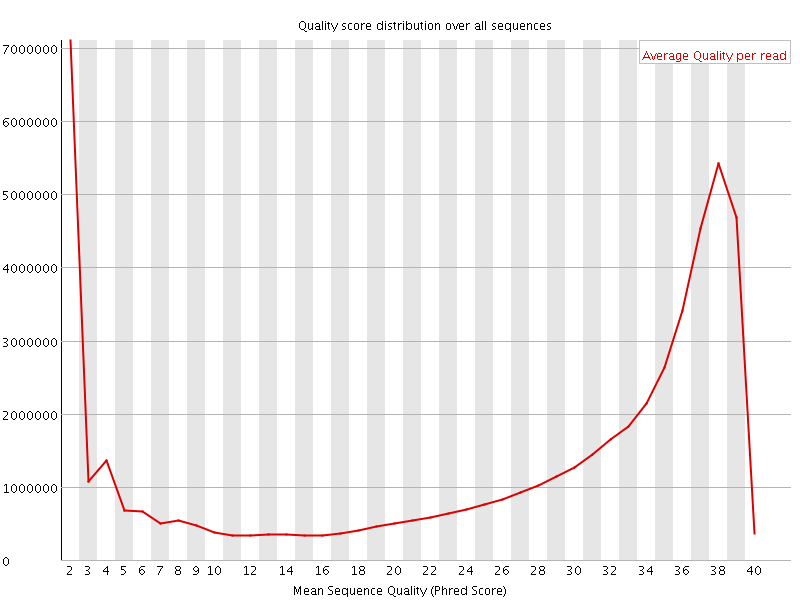 Quality score distribution over all sequences
Average Quality per read
7000000
6000000
5000000
4000000
3000000
2000000
1000000
0
2 3 4 5 6 7 8 9 10 12 14 16 18 20 22 24 26 28 30 32 34 36 38 40
Mean Sequence Quality (Phred Score)